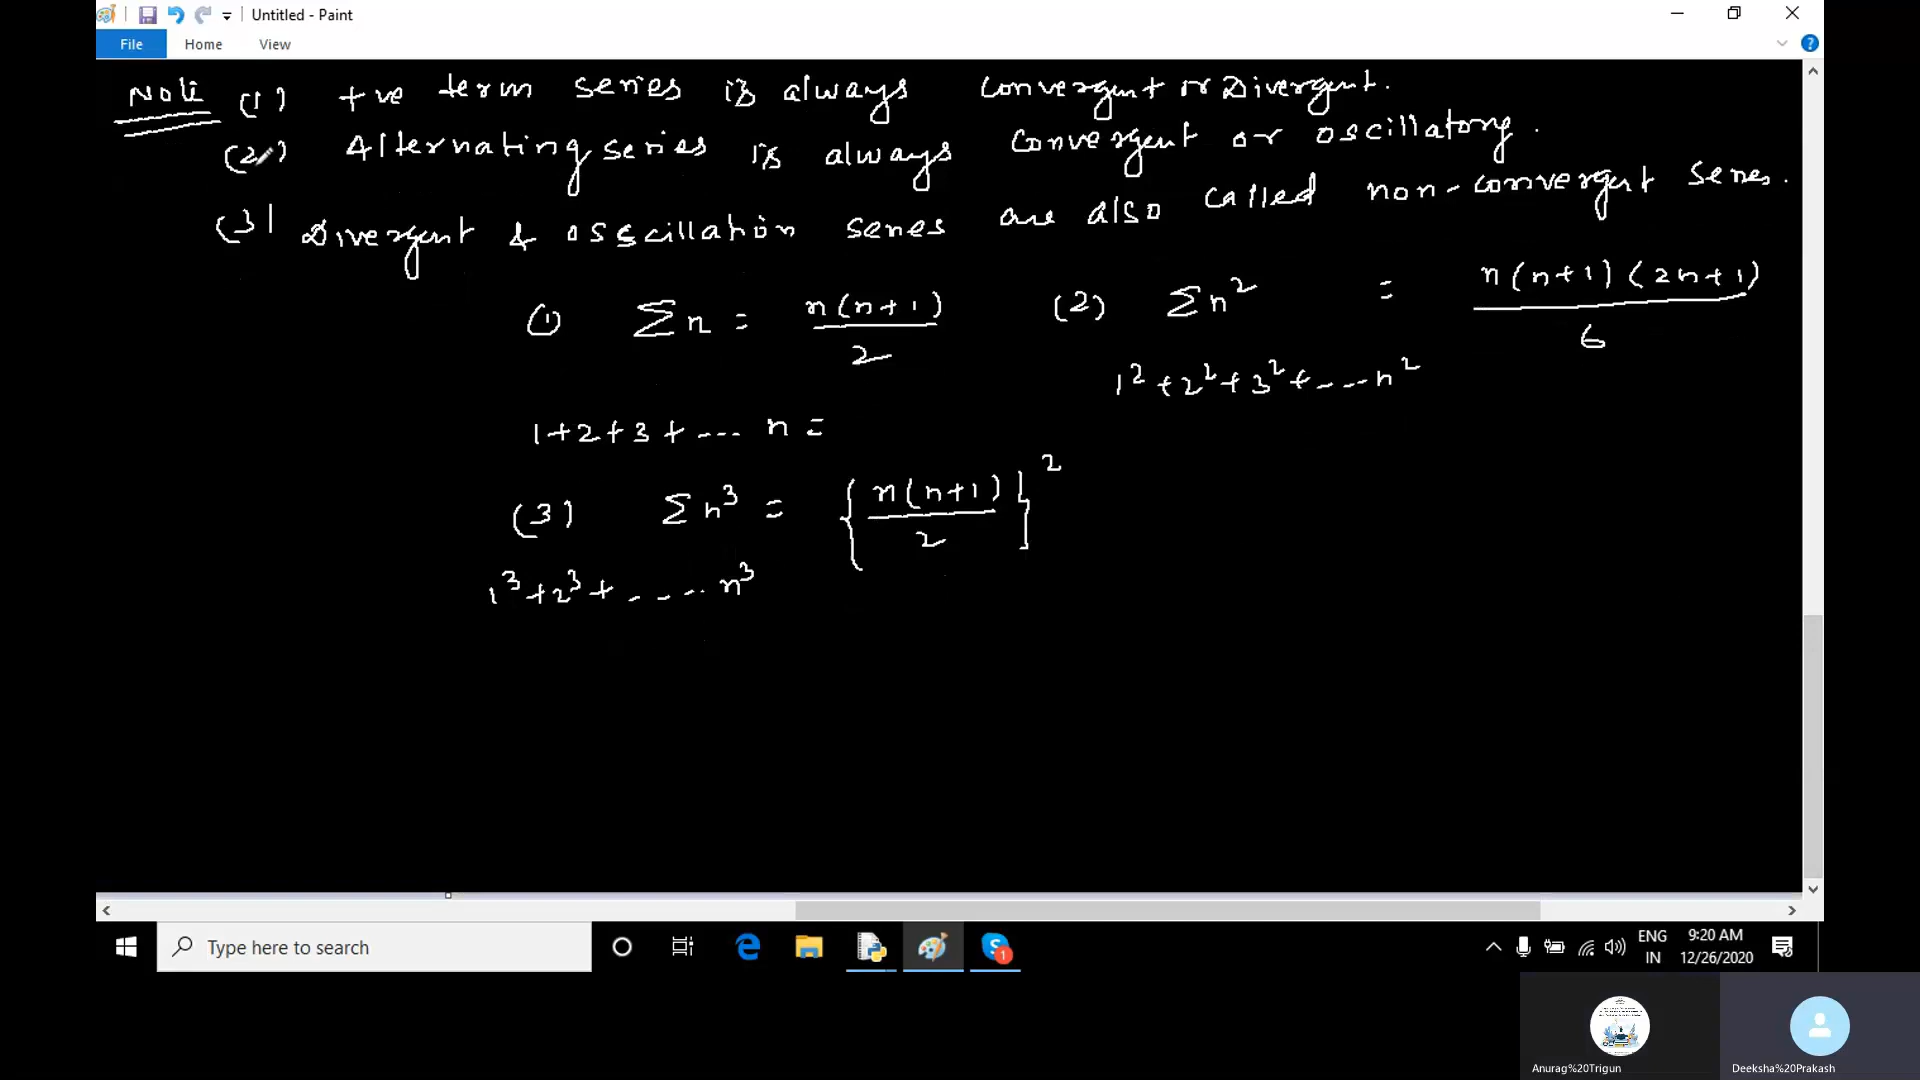 Untitled - Paint
File Home View
Note (1) +ve term series is always convergent or Divergent.
(2) Alternating series is always convergent or oscillatory.
(3) Divergent & osscillation series are also called non-convergent series.
(1) Σn = n(n+1)/2 (2) Σn² = n(n+1)(2n+1)/6
1² + 2² + 3² + - - - n²
1+2+3+ - - - n =
(3) Σn³ = {n(n+1)/2}²
1³+2³+ - - - - n³
Type here to search
1
ENG 9:20 AM
IN 12/26/2020
Anurag%20Trigun Deeksha%20Prakash